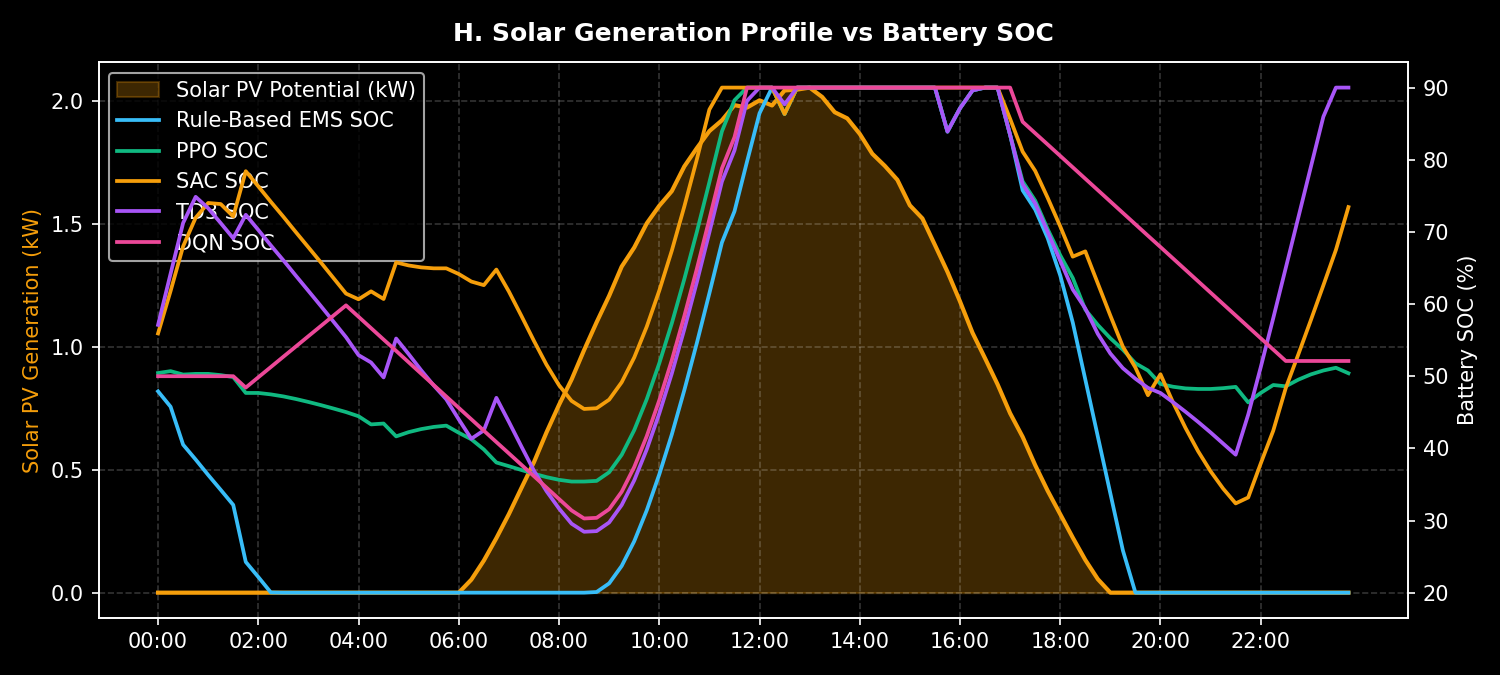 H. Solar Generation Profile vs Battery SOC
Solar PV Potential (kW)
Rule-Based EMS SOC
PPO SOC
SAC SOC
TD3 SOC
DQN SOC
Solar PV Generation (kW)
2.0
1.5
1.0
0.5
0.0
Battery SOC (%)
90
80
70
60
50
40
30
20
00:00 02:00 04:00 06:00 08:00 10:00 12:00 14:00 16:00 18:00 20:00 22:00